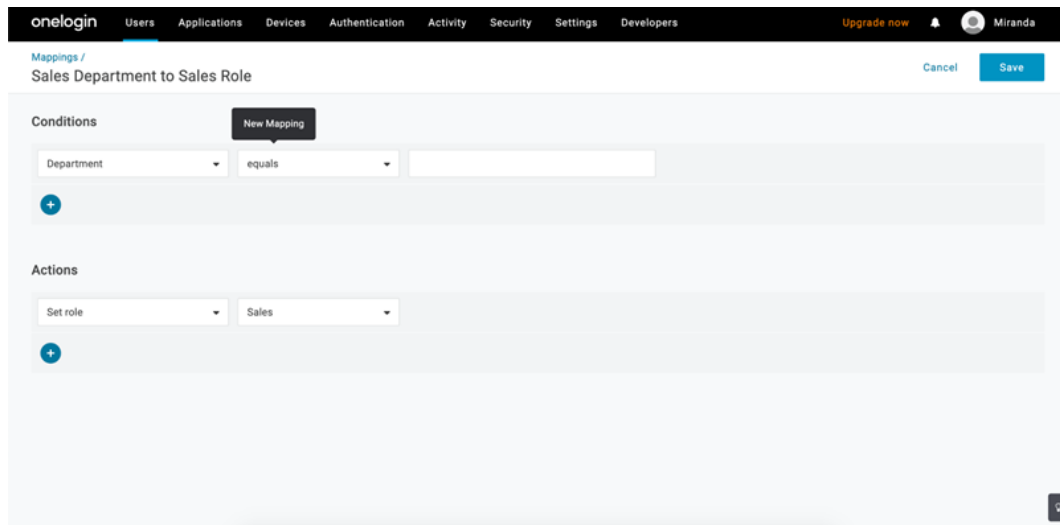 onelogin Users Applications Devices Authentication Activity Security Settings Developers Upgrade now Miranda
Mappings /
Sales Department to Sales Role
Cancel Save
Conditions
New Mapping
Department equals
Actions
Set role Sales